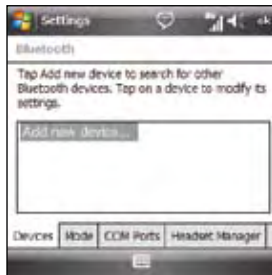 Settings
ok
Bluetooth
Tap Add new device to search for other
Bluetooth devices. Tap on a device to modify its
settings.
Add new device...
Devices Mode COM Ports Headset Manager